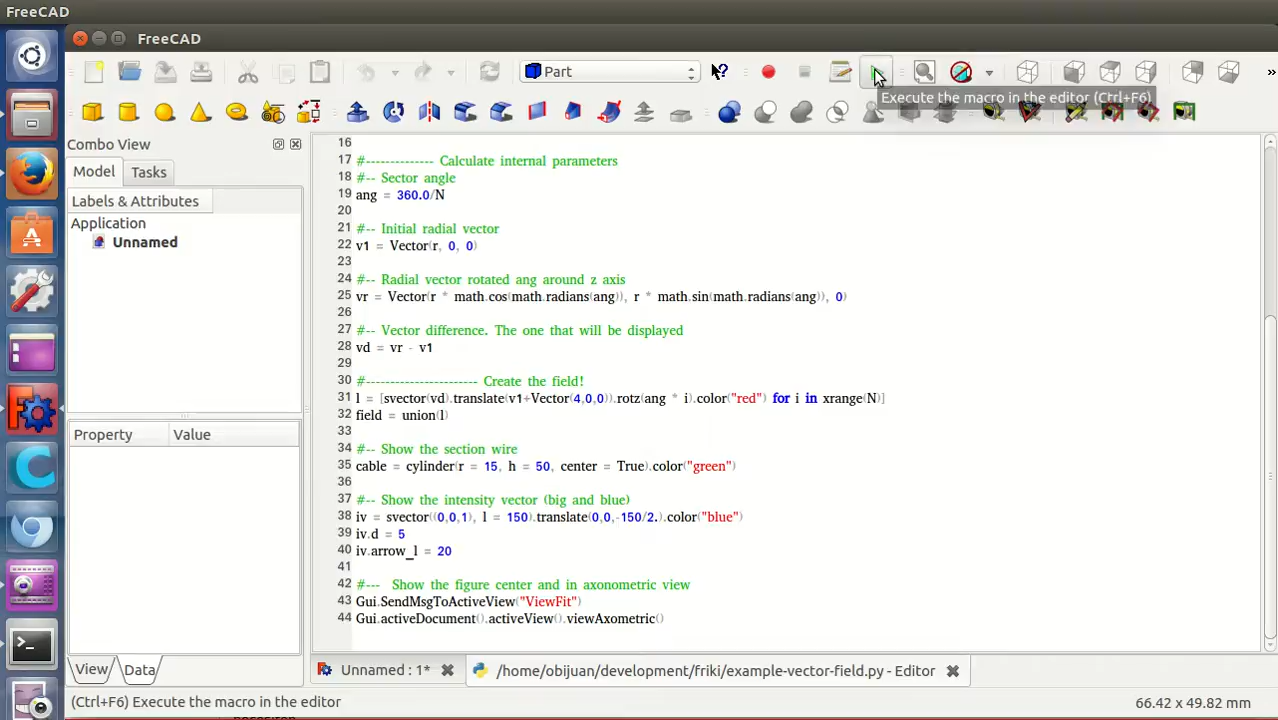 FreeCAD
FreeCAD
Part
Execute the macro in the editor (Ctrl+F6)
Combo View
Model
Tasks
Labels & Attributes
Application
Unnamed
Property
Value
View
Data
16
17 #-------------- Calculate internal parameters
18 #-- Sector angle
19 ang = 360.0/N
20
21 #-- Initial radial vector
22 v1 = Vector(r, 0, 0)
23
24 #-- Radial vector rotated ang around z axis
25 vr = Vector(r * math.cos(math.radians(ang)), r * math.sin(math.radians(ang)), 0)
26
27 #-- Vector difference. The one that will be displayed
28 vd = vr - v1
29
30 #----------------------- Create the field!
31 l = [svector(vd).translate(v1+Vector(4,0,0)).rotz(ang * i).color("red") for i in xrange(N)]
32 field = union(l)
33
34 #-- Show the section wire
35 cable = cylinder(r = 15, h = 50, center = True).color("green")
36
37 #-- Show the intensity vector (big and blue)
38 iv = svector((0,0,1), l = 150).translate(0,0,-150/2.).color("blue")
39 iv.d = 5
40 iv.arrow_l = 20
41
42 #--- Show the figure center and in axonometric view
43 Gui.SendMsgToActiveView("ViewFit")
44 Gui.activeDocument().activeView().viewAxometric()
Unnamed : 1*
/home/obijuan/development/friki/example-vector-field.py - Editor
(Ctrl+F6) Execute the macro in the editor
66.42 x 49.82 mm